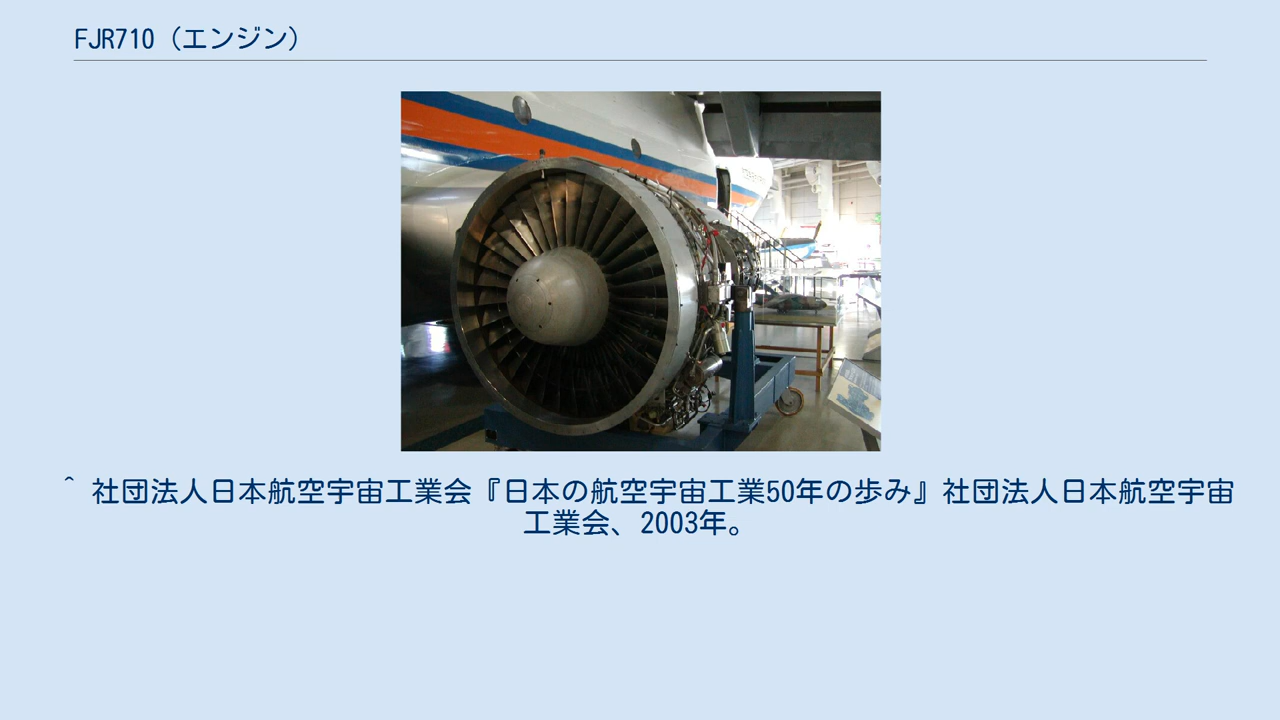 FJR710（エンジン）
^ 社団法人日本航空宇宙工業会『日本の航空宇宙工業50年の歩み』社団法人日本航空宇宙
工業会、2003年。